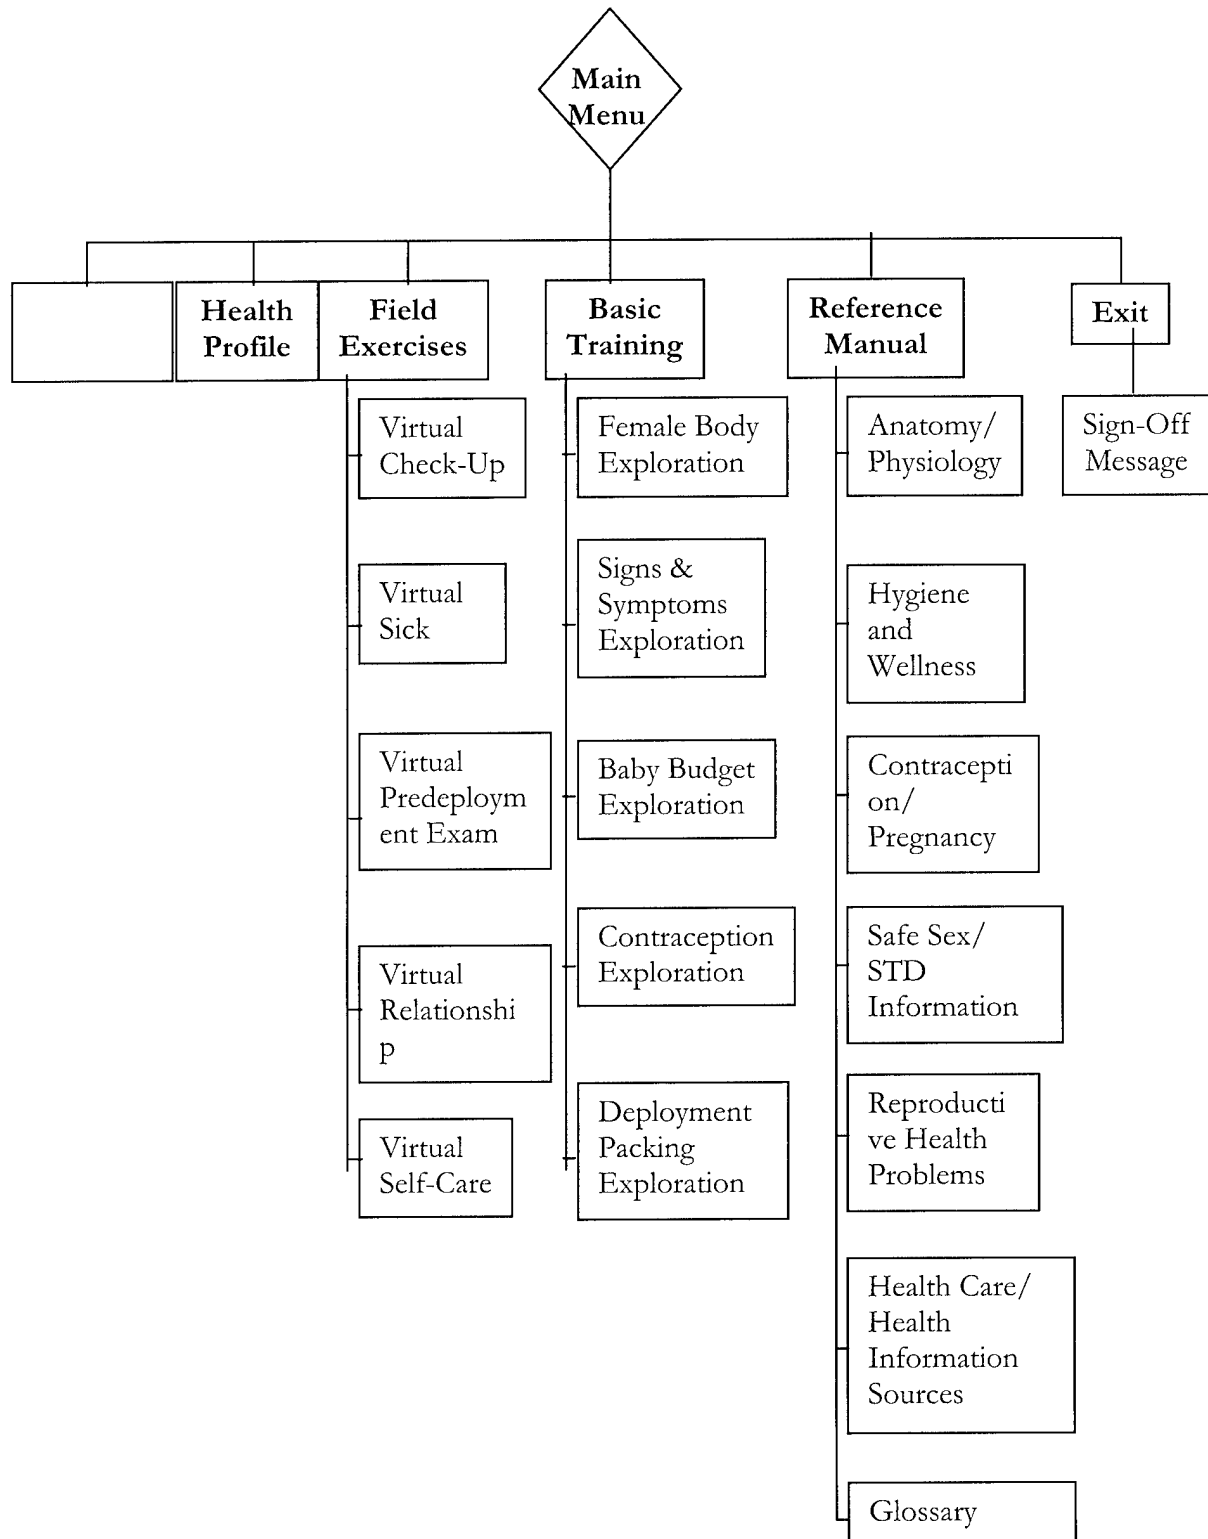 Main
Menu
Health
Profile
Field
Exercises
Basic
Training
Reference
Manual
Exit
Virtual
Check-Up
Virtual
Sick
Virtual
Predeploym
ent Exam
Virtual
Relationshi
p
Virtual
Self-Care
Female Body
Exploration
Signs &
Symptoms
Exploration
Baby Budget
Exploration
Contraception
Exploration
Deployment
Packing
Exploration
Anatomy/
Physiology
Hygiene
and
Wellness
Contracepti
on/
Pregnancy
Safe Sex/
STD
Information
Reproducti
ve Health
Problems
Health Care/
Health
Information
Sources
Glossary
Sign-Off
Message